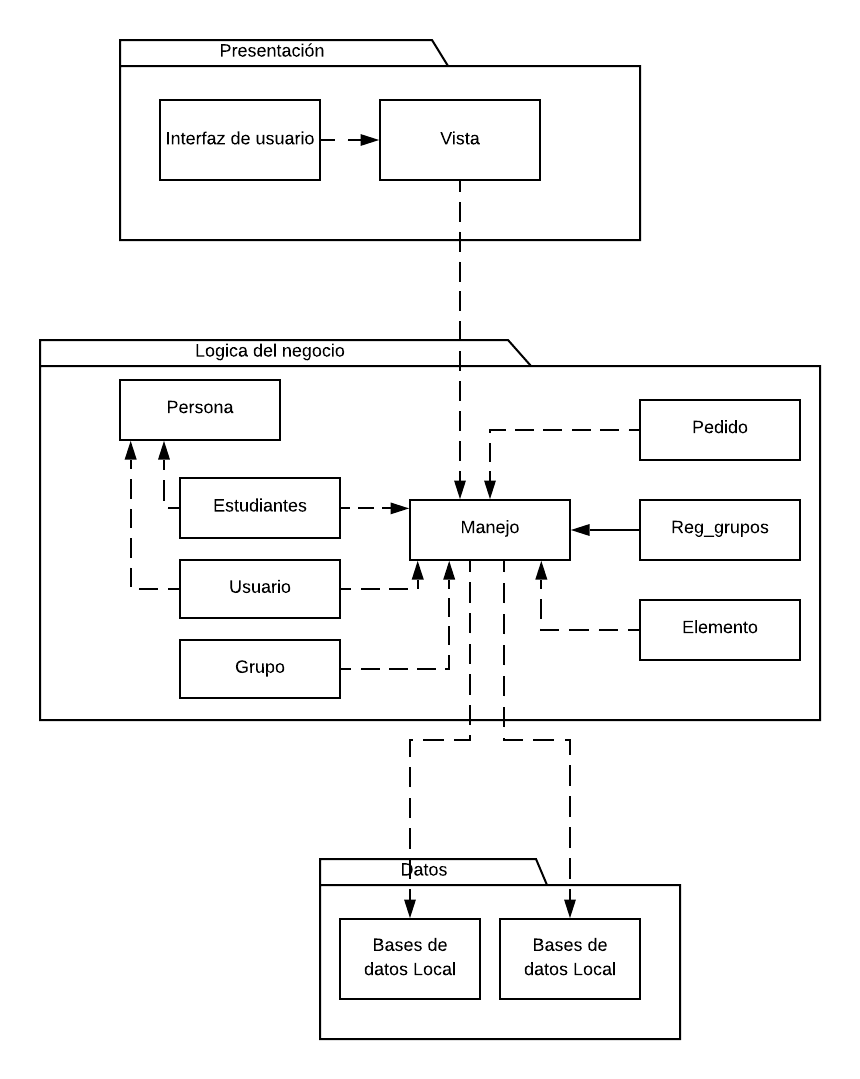 Presentación
Interfaz de usuario
Vista
Logica del negocio
Persona
Pedido
Estudiantes
Manejo
Reg_grupos
Usuario
Elemento
Grupo
Datos
Bases de
datos Local
Bases de
datos Local